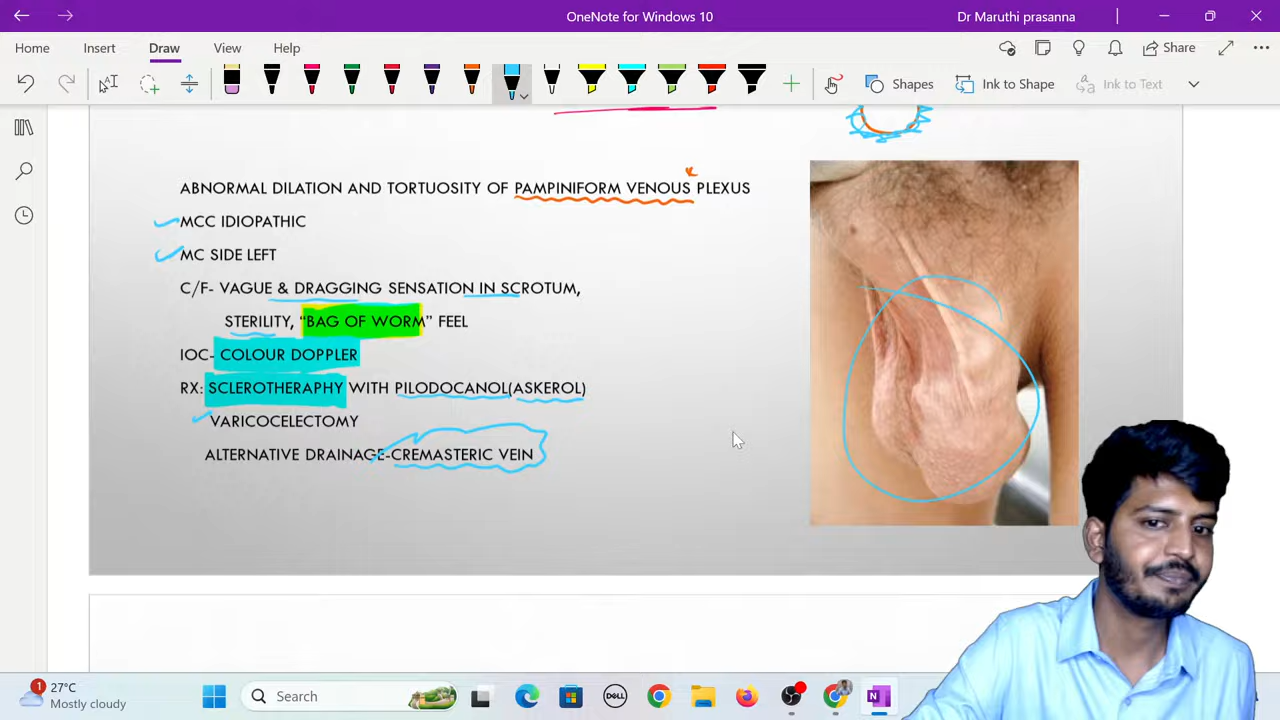 OneNote for Windows 10
Dr Maruthi prasanna
Home Insert Draw View Help
Share
Shapes Ink to Shape Ink to Text
ABNORMAL DILATION AND TORTUOSITY OF PAMPINIFORM VENOUS PLEXUS
MCC IDIOPATHIC
MC SIDE LEFT
C/F- VAGUE & DRAGGING SENSATION IN SCROTUM,
STERILITY, “BAG OF WORM” FEEL
IOC- COLOUR DOPPLER
RX: SCLEROTHERAPHY WITH PILODOCANOL(ASKEROL)
VARICOCELECTOMY
ALTERNATIVE DRAINAGE-CREMASTERIC VEIN
1
27°C
Mostly cloudy
Search
DELL